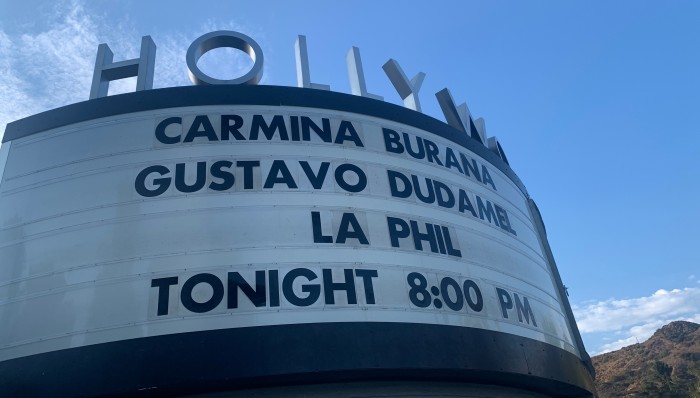 HOLLYW
CARMINA BURANA
GUSTAVO DUDAMEL
LA PHIL
TONIGHT 8:00 PM